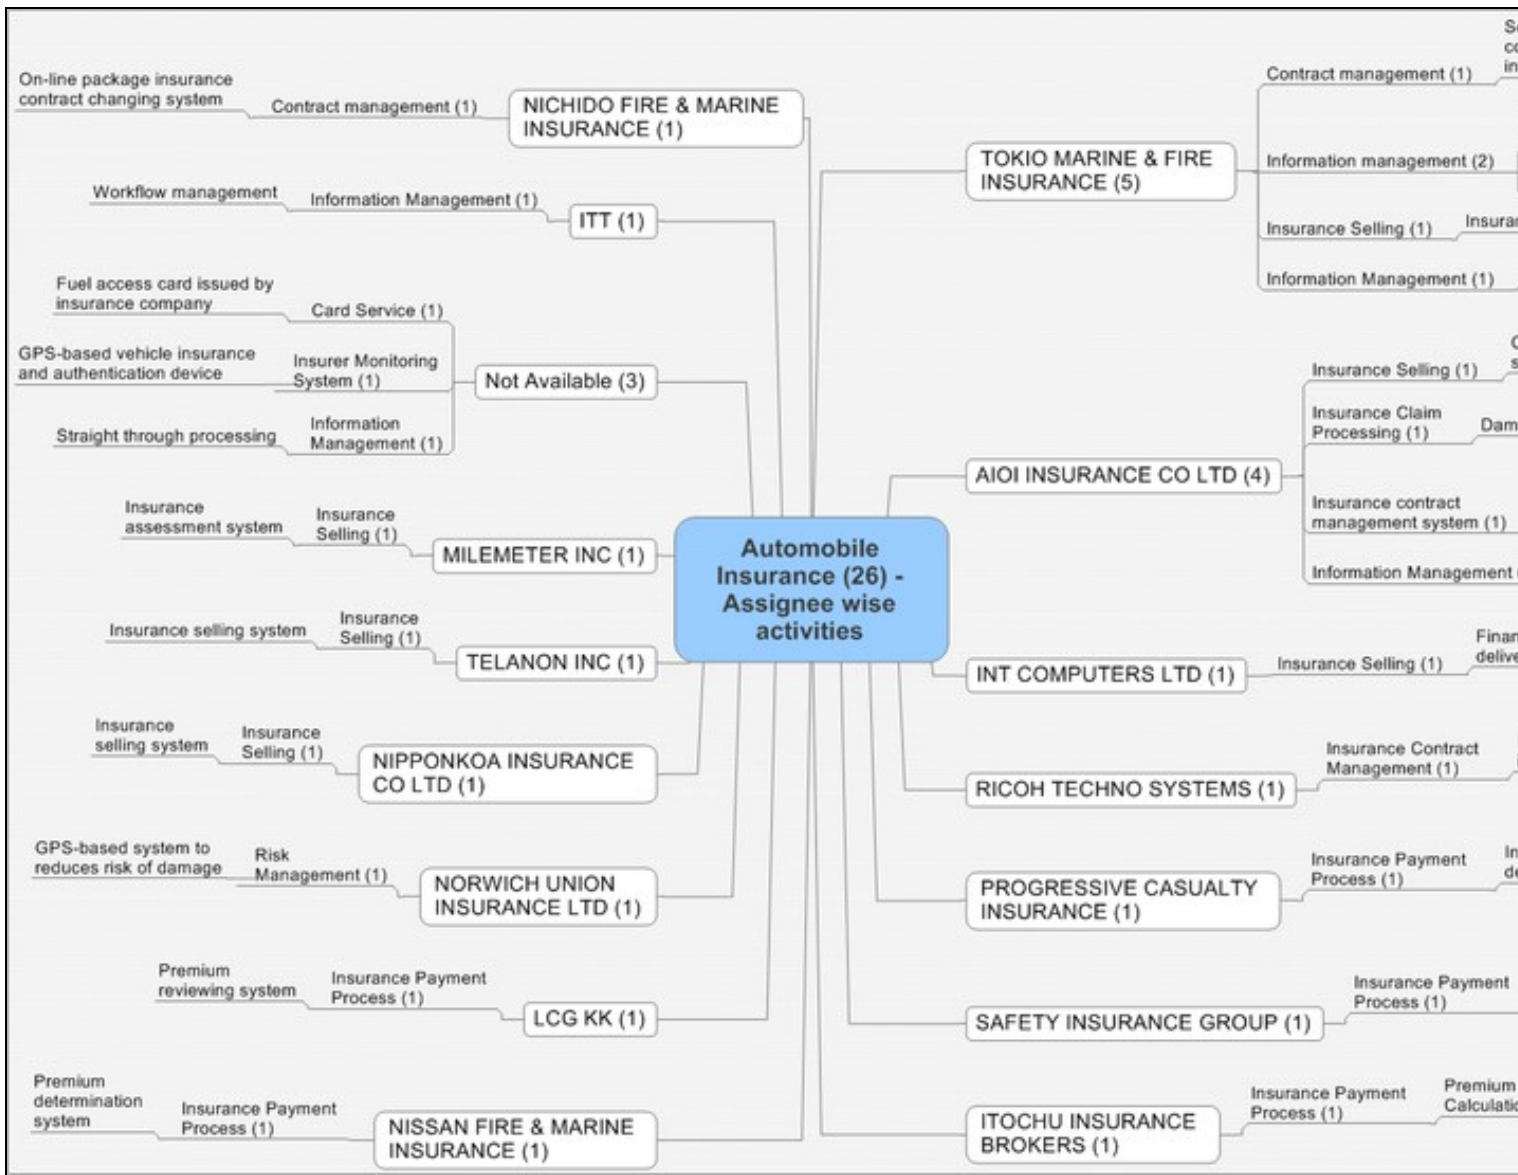 Automobile
Insurance (26) -
Assignee wise
activities
On-line package insurance
contract changing system
Contract management (1)
NICHIDO FIRE & MARINE
INSURANCE (1)
Workflow management
Information Management (1)
ITT (1)
Fuel access card issued by
insurance company
Card Service (1)
GPS-based vehicle insurance
and authentication device
Insurer Monitoring
System (1)
Not Available (3)
Straight through processing
Information
Management (1)
Insurance
assessment system
Insurance
Selling (1)
MILEMETER INC (1)
Insurance selling system
Insurance
Selling (1)
TELANON INC (1)
Insurance
selling system
Insurance
Selling (1)
NIPPONKOA INSURANCE
CO LTD (1)
GPS-based system to
reduces risk of damage
Risk
Management (1)
NORWICH UNION
INSURANCE LTD (1)
Premium
reviewing system
Insurance Payment
Process (1)
LCG KK (1)
Premium
determination
system
Insurance Payment
Process (1)
NISSAN FIRE & MARINE
INSURANCE (1)
TOKIO MARINE & FIRE
INSURANCE (5)
Contract management (1)
Information management (2)
Insurance Selling (1)
Information Management (1)
AIOI INSURANCE CO LTD (4)
Insurance Selling (1)
Insurance Claim
Processing (1)
Insurance contract
management system (1)
Information Management
INT COMPUTERS LTD (1)
Insurance Selling (1)
RICOH TECHNO SYSTEMS (1)
Insurance Contract
Management (1)
PROGRESSIVE CASUALTY
INSURANCE (1)
Insurance Payment
Process (1)
SAFETY INSURANCE GROUP (1)
Insurance Payment
Process (1)
ITOCHU INSURANCE
BROKERS (1)
Insurance Payment
Process (1)
Premium